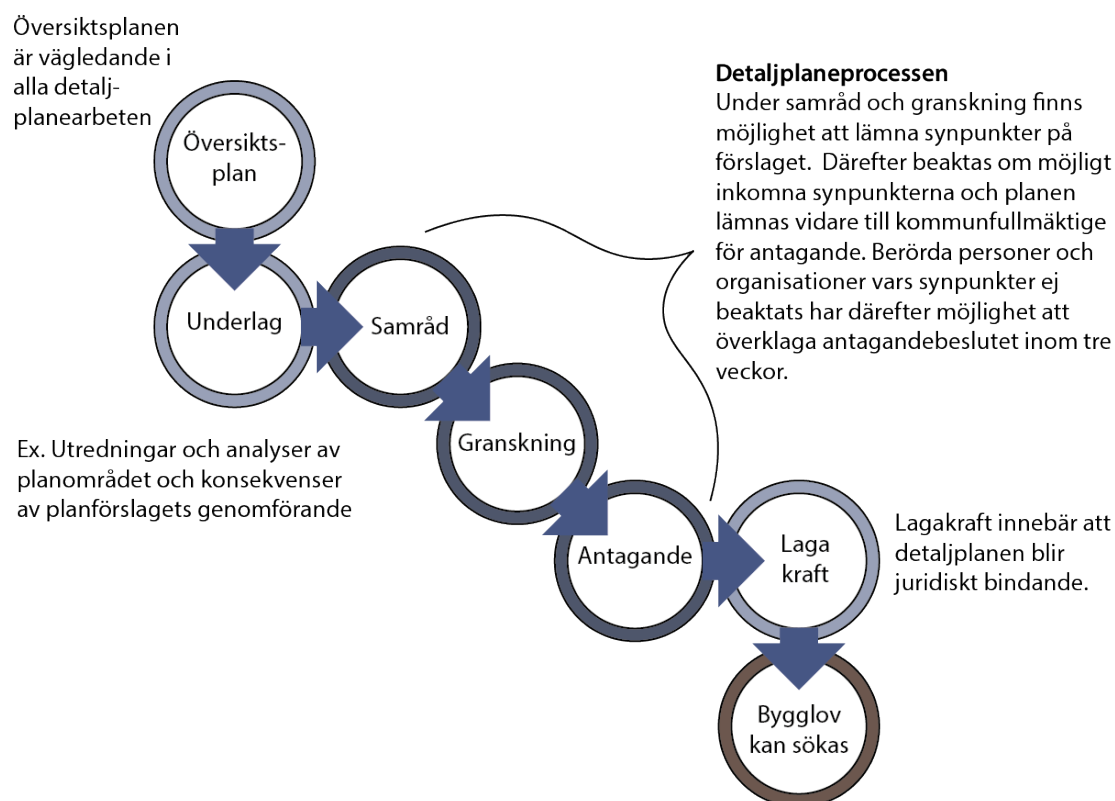 Översiktsplanen
är vägledande i
alla detalj-
planearbeten
Översikts-
plan
Detaljplaneprocessen
Under samråd och granskning finns
möjlighet att lämna synpunkter på
förslaget.  Därefter beaktas om möjligt
inkomna synpunkterna och planen
lämnas vidare till kommunfullmäktige
för antagande. Berörda personer och
organisationer vars synpunkter ej
beaktats har därefter möjlighet att
överklaga antagandebeslutet inom tre
veckor.
Underlag
Samråd
Ex. Utredningar och analyser av
planområdet och konsekvenser
av planförslagets genomförande
Granskning
Antagande
Laga
kraft
Lagakraft innebär att
detaljplanen blir
juridiskt bindande.
Bygglov
kan sökas